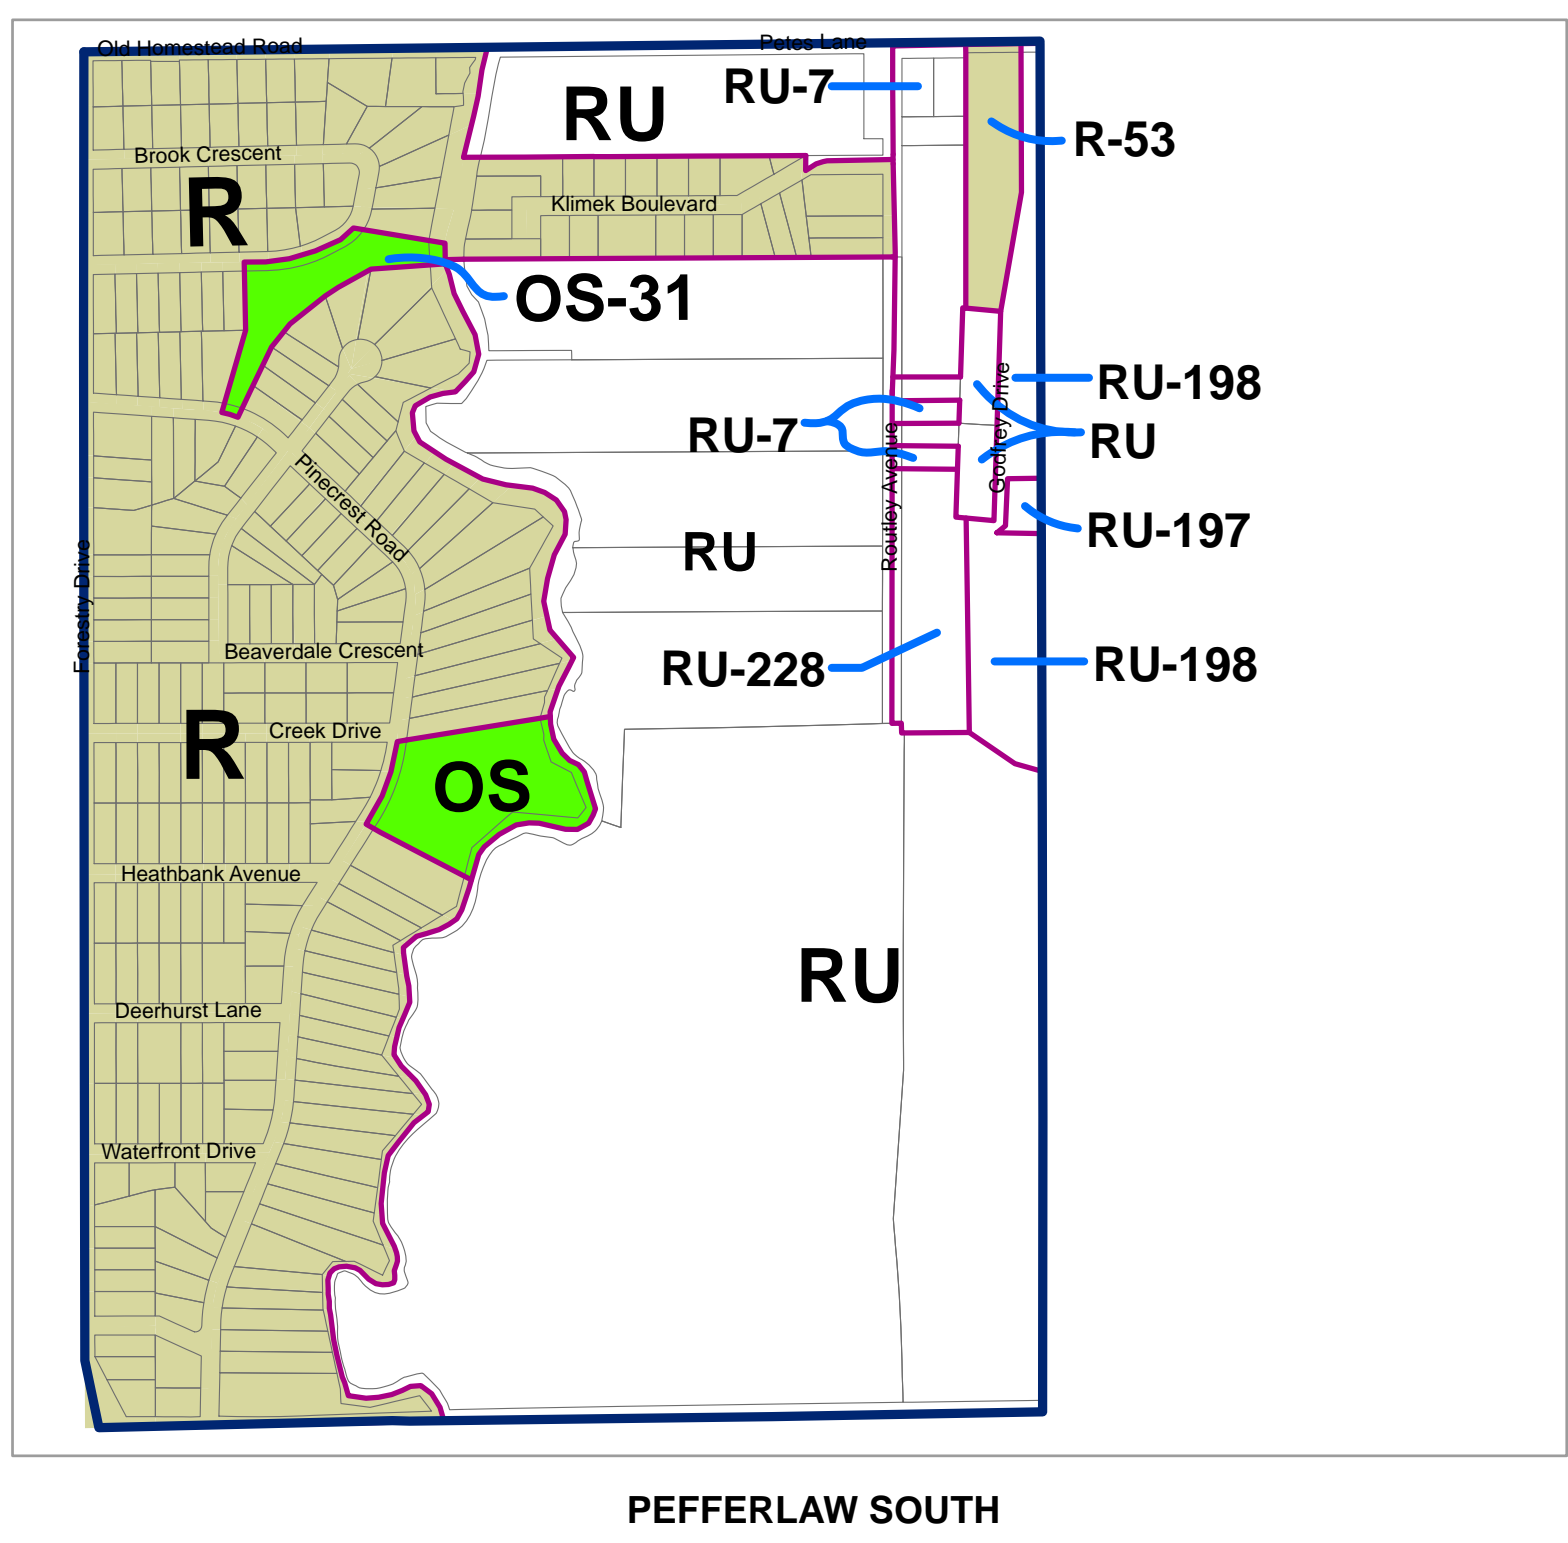 Old Homestead Road
Petes Lane
RU-7
RU
R-53
Brook Crescent
R
Klimek Boulevard
OS-31
RU-198
Godfrey Drive
RU-7
RU
Routley Avenue
Pinecrest Road
RU-197
RU
Forestry Drive
Beaverdale Crescent
RU-228
RU-198
R
Creek Drive
OS
Heathbank Avenue
RU
Deerhurst Lane
Waterfront Drive
PEFFERLAW SOUTH